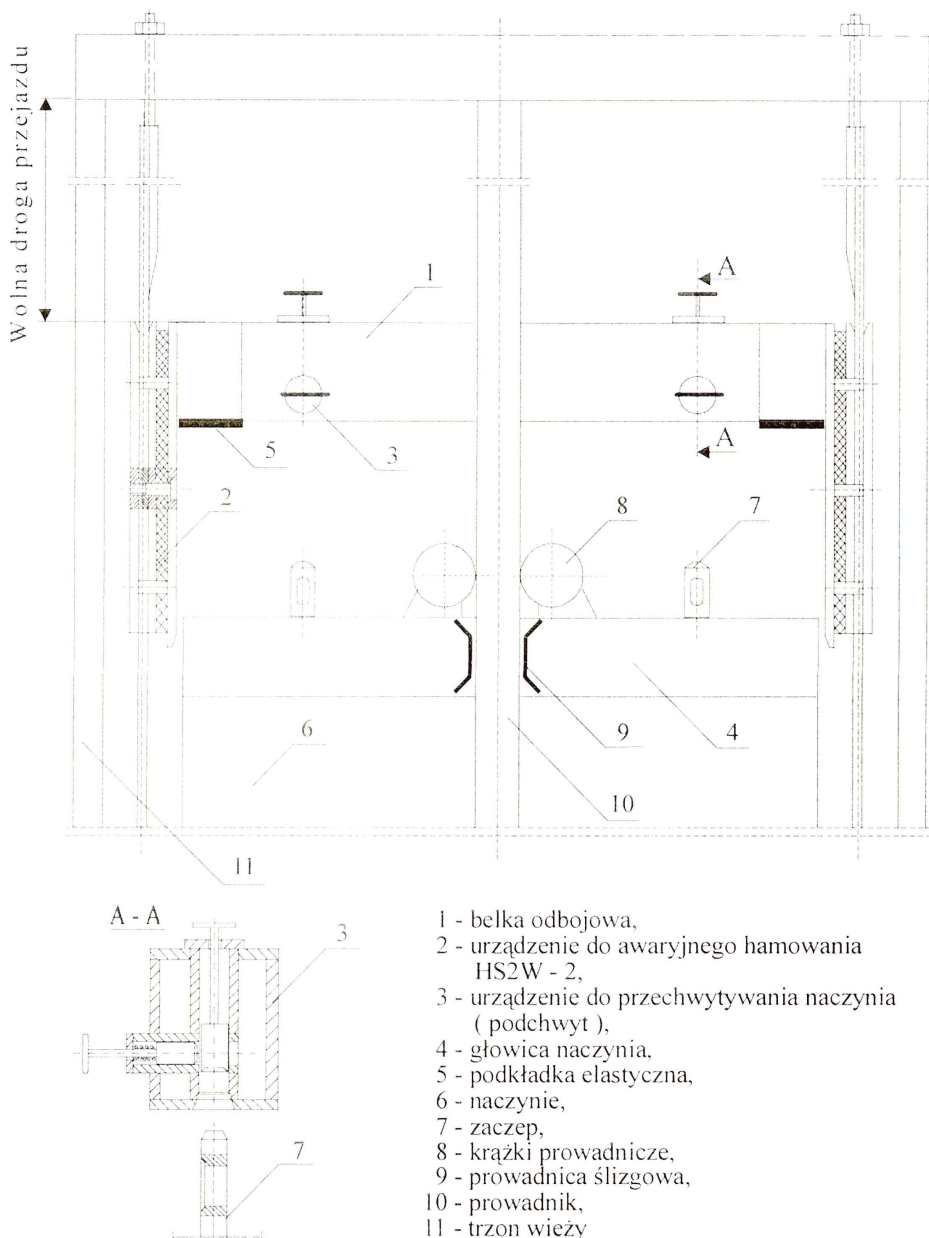 Wolna droga przejazdu
1
A
5
3
A
2
8
7
6
9
4
10
11
A - A
3
7
1 - belka odbojowa,
2 - urządzenie do awaryjnego hamowania
HS2W - 2,
3 - urządzenie do przechwytywania naczynia
( podchwyt ),
4 - głowica naczynia,
5 - podkładka elastyczna,
6 - naczynie,
7 - zaczep,
8 - krążki prowadnicze,
9 - prowadnica ślizgowa,
10 - prowadnik,
11 - trzon wieży